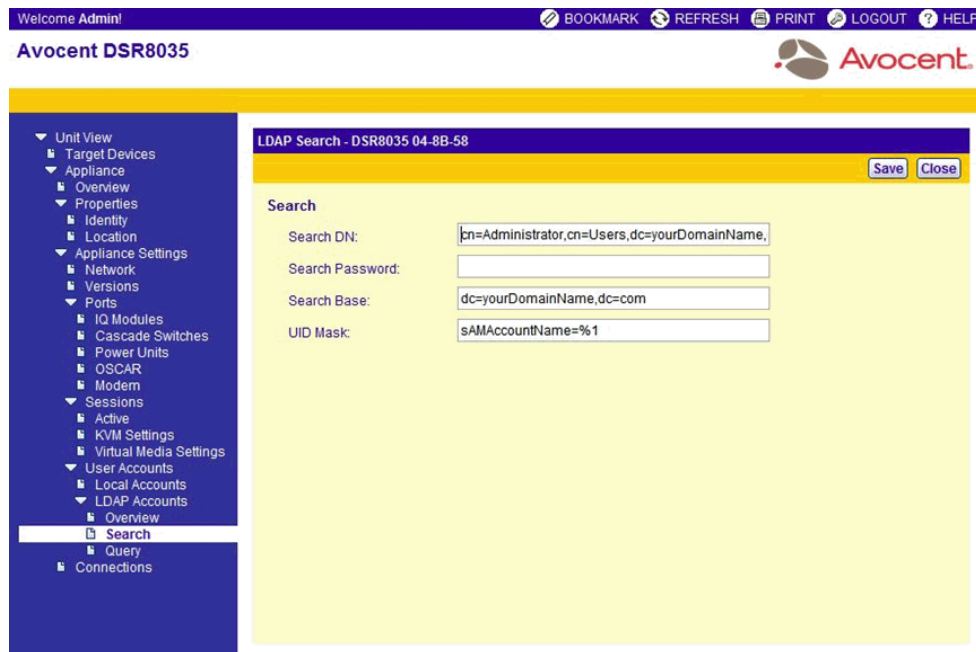 Welcome Admin! BOOKMARK REFRESH PRINT LOGOUT HELP
Avocent DSR8035
Avocent.
Unit View
Target Devices
Appliance
Overview
Properties
Identity
Location
Appliance Settings
Network
Versions
Ports
IQ Modules
Cascade Switches
Power Units
OSCAR
Modem
Sessions
Active
KVM Settings
Virtual Media Settings
User Accounts
Local Accounts
LDAP Accounts
Overview
Search
Query
Connections
LDAP Search - DSR8035 04-8B-58
Save Close
Search
Search DN: cn=Administrator,cn=Users,dc=yourDomainName,
Search Password:
Search Base: dc=yourDomainName,dc=com
UID Mask: sAMAccountName=%1